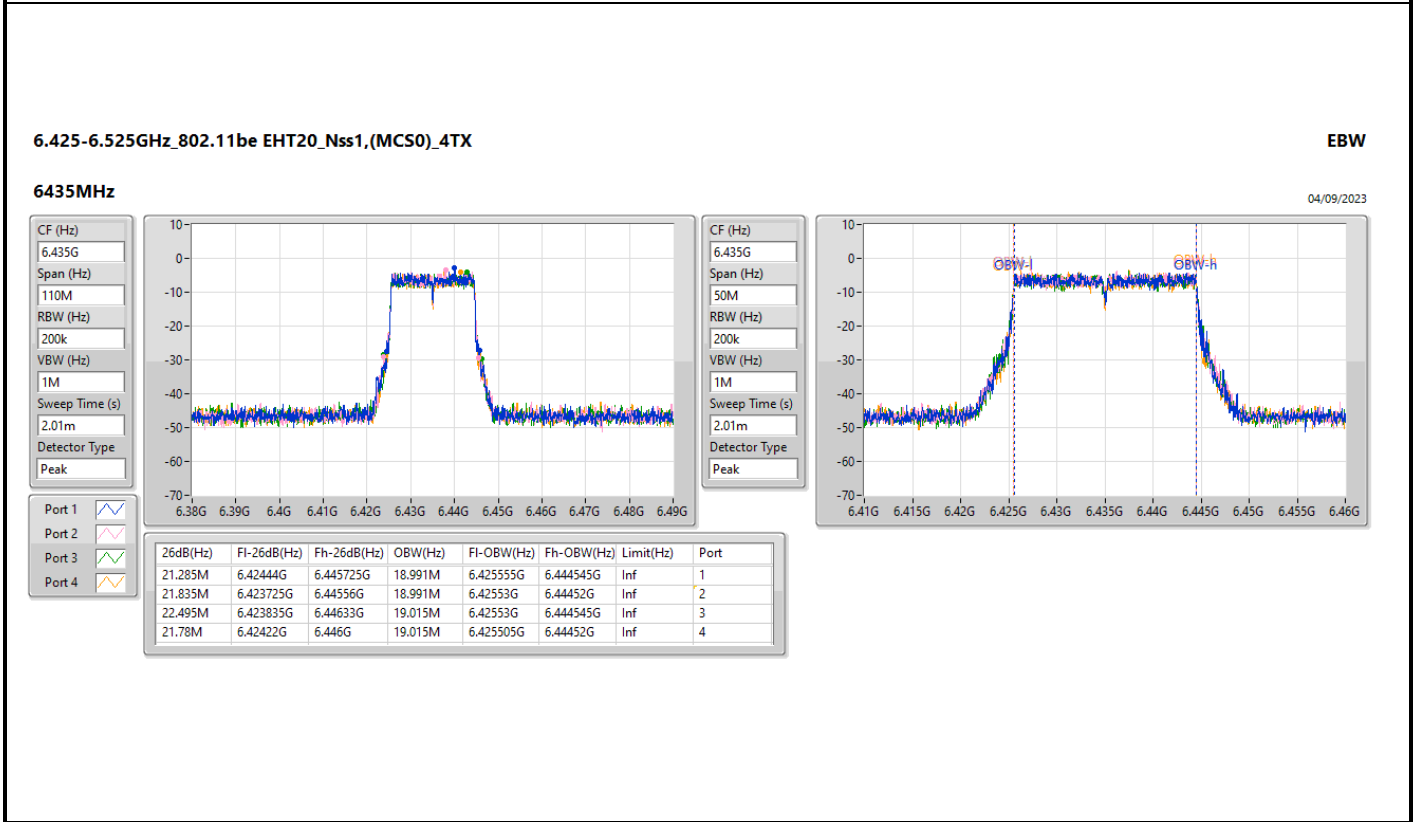 6.425-6.525GHz_802.11be EHT20_Nss1,(MCS0)_4TX
EBW
6435MHz
04/09/2023
CF (Hz)
6.435G
Span (Hz)
110M
RBW (Hz)
200k
VBW (Hz)
1M
Sweep Time (s)
2.01m
Detector Type
Peak
10
0
-10
-20
-30
-40
-50
-60
-70
6.38G 6.39G 6.4G 6.41G 6.42G 6.43G 6.44G 6.45G 6.46G 6.47G 6.48G 6.49G
CF (Hz)
6.435G
Span (Hz)
50M
RBW (Hz)
200k
VBW (Hz)
1M
Sweep Time (s)
2.01m
Detector Type
Peak
10
0
-10
-20
-30
-40
-50
-60
-70
OBW-l OBW-h
6.41G 6.415G 6.42G 6.425G 6.43G 6.435G 6.44G 6.445G 6.45G 6.455G 6.46G
Port 1
Port 2
Port 3
Port 4
26dB(Hz) Fl-26dB(Hz) Fh-26dB(Hz) OBW(Hz) Fl-OBW(Hz) Fh-OBW(Hz) Limit(Hz) Port
21.285M 6.42444G 6.445725G 18.991M 6.425555G 6.444545G Inf 1
21.835M 6.423725G 6.44556G 18.991M 6.42553G 6.44452G Inf 2
22.495M 6.423835G 6.44633G 19.015M 6.42553G 6.444545G Inf 3
21.78M 6.42422G 6.446G 19.015M 6.425505G 6.44452G Inf 4